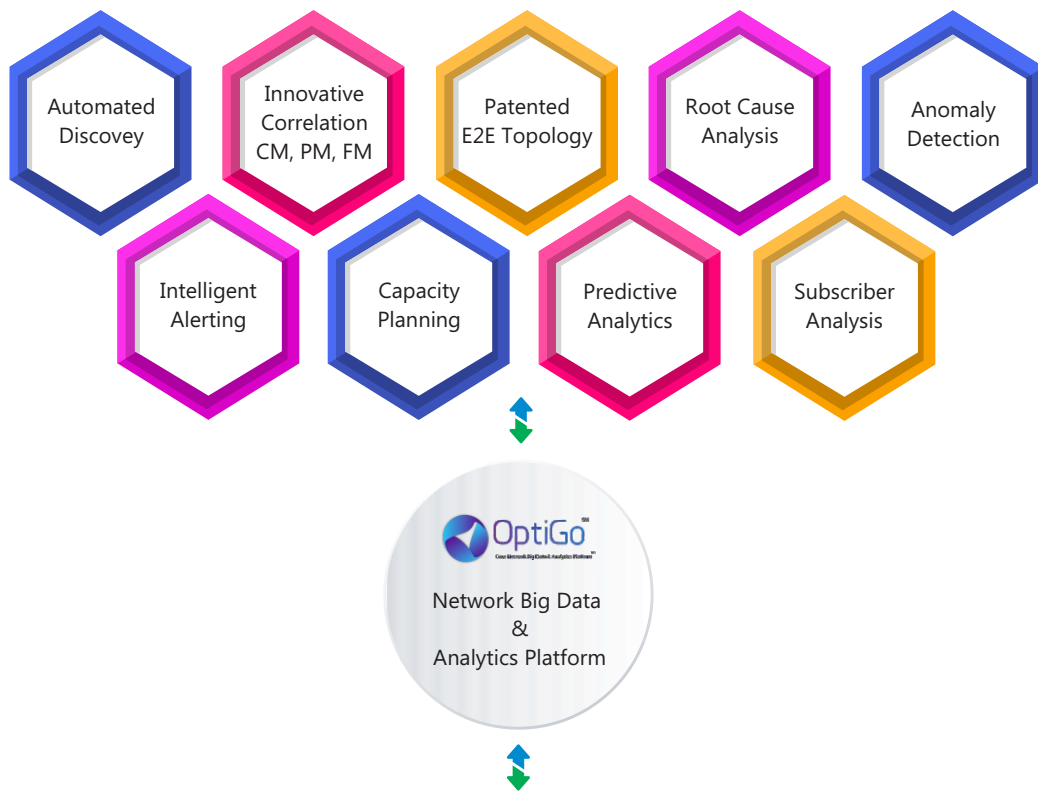 Automated
Discovey
Innovative
Correlation
CM, PM, FM
Patented
E2E Topology
Root Cause
Analysis
Anomaly
Detection
Intelligent
Alerting
Capacity
Planning
Predictive
Analytics
Subscriber
Analysis
OptiGo SM
Network Big Data
&
Analytics Platform